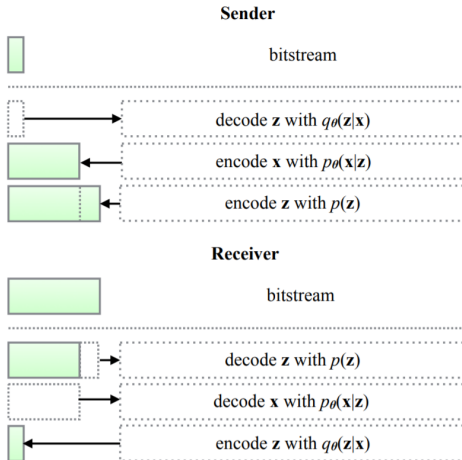 Sender
bitstream
decode z with qθ(z|x)
encode x with pθ(x|z)
encode z with p(z)
Receiver
bitstream
decode z with p(z)
decode x with pθ(x|z)
encode z with qθ(z|x)